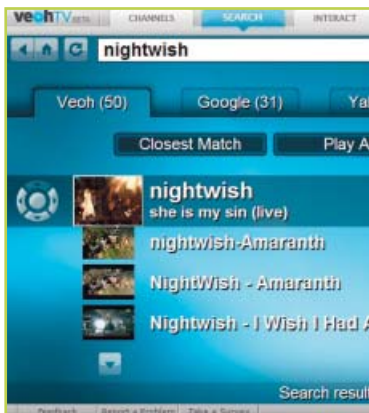 veohTV BETA CHANNELS SEARCH INTERACT
nightwish
Veoh (50) Google (31) Ya
Closest Match Play A
nightwish
she is my sin (live)
nightwish-Amaranth
NightWish - Amaranth
Nightwish - I Wish I Had A
Search result
Feedback Report a Problem Take a Survey